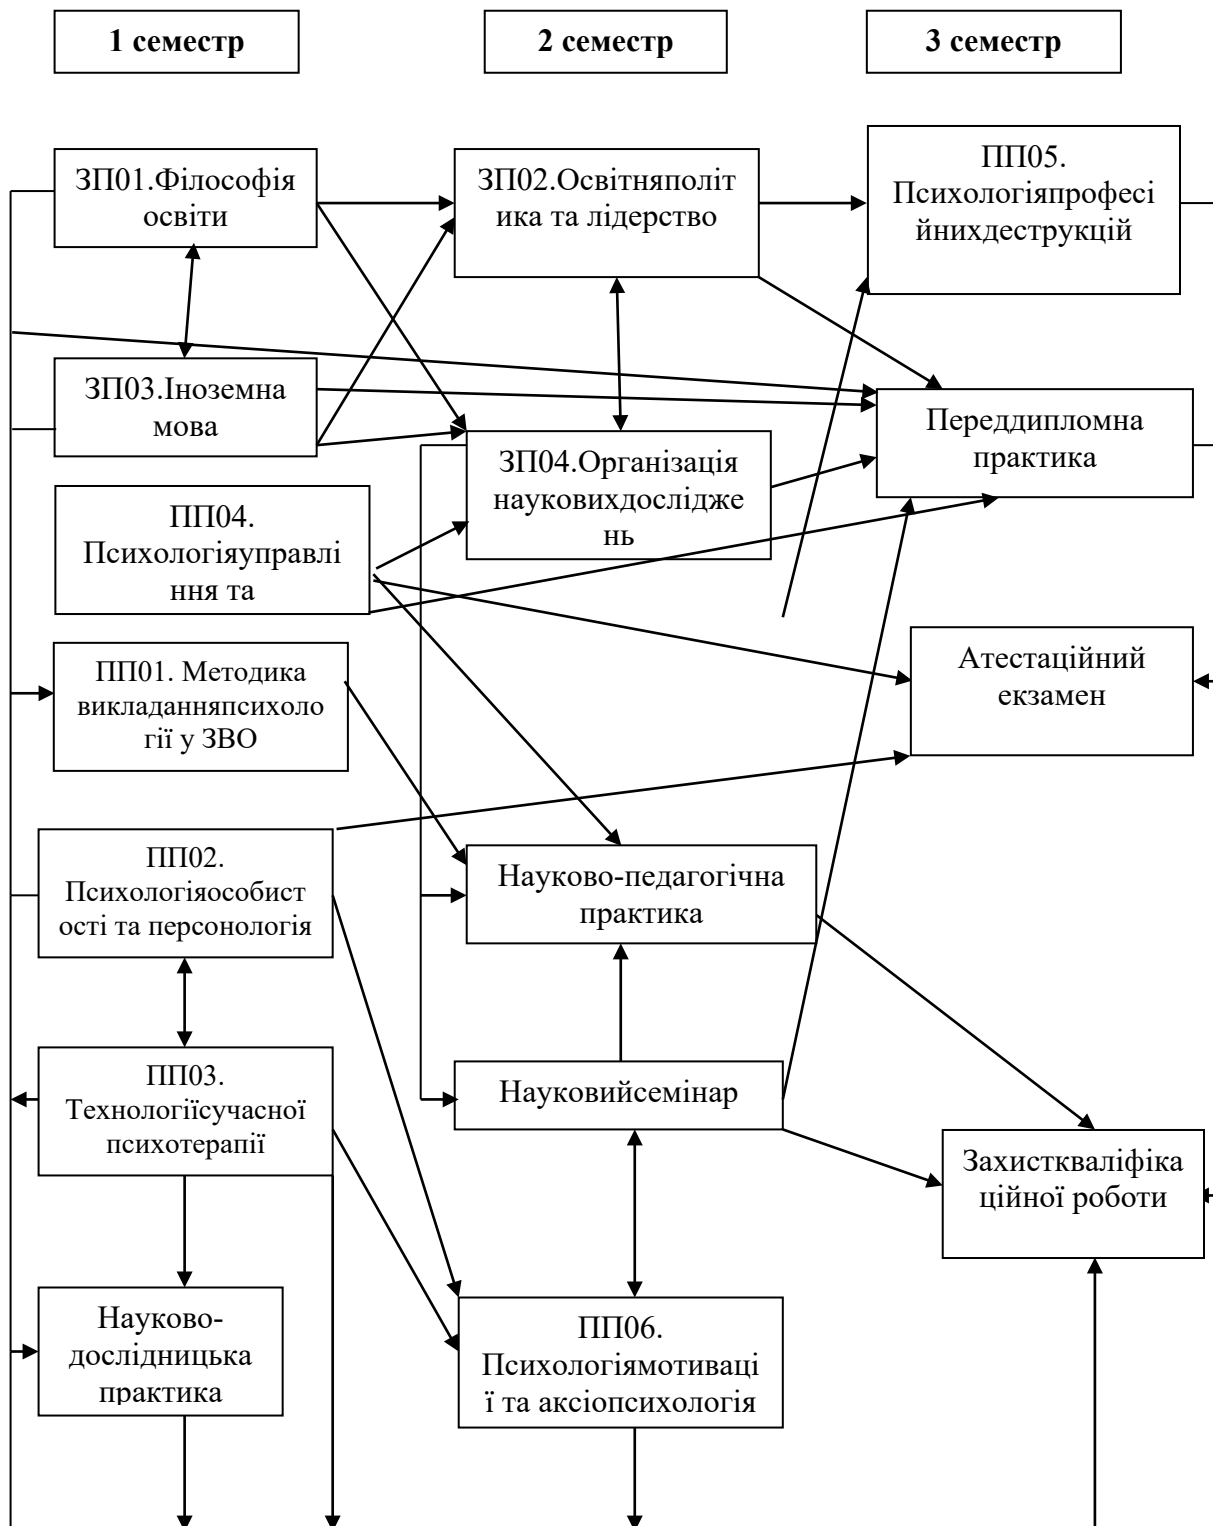 1 семестр
2 семестр
3 семестр
ЗП01.Філософія
освіти
ЗП02.Освітняполіт
ика та лідерство
ПП05.
Психологіяпрофесі
йнихдеструкцій
ЗП03.Іноземна
мова
Переддипломна
практика
ЗП04.Організація
науковихдосліджe
нь
ПП04.
Психологіяуправлі
ння та
Атестаційний
екзамен
ПП01. Методика
викладанняпсихоло
гії у ЗВО
ПП02.
Психологіяособист
ості та персонологія
Науково-педагогічна
практика
ПП03.
Технологіїсучасної
психотерапії
Науковийсемінар
Захисткваліфіка
ційної роботи
Науково-
дослідницька
практика
ПП06.
Психологіямотиваці
ї та аксіопсихологія